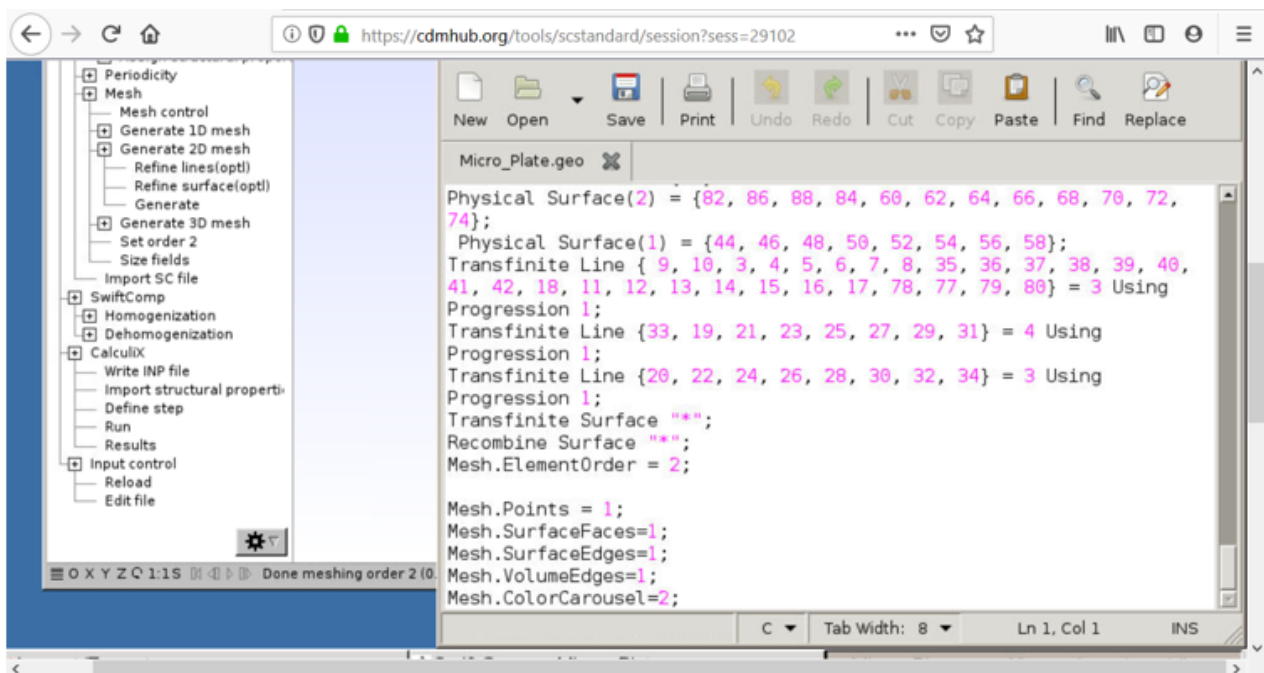 https://cdmhub.org/tools/scstandard/session?sess=29102
Periodicity
Mesh
Mesh control
Generate 1D mesh
Generate 2D mesh
Refine lines(optl)
Refine surface(optl)
Generate
Generate 3D mesh
Set order 2
Size fields
Import SC file
SwiftComp
Homogenization
Dehomogenization
CalculiX
Write INP file
Import structural properti
Define step
Run
Results
Input control
Reload
Edit file
O X Y Z 1:1 S Done meshing order 2 (0.
New Open Save Print Undo Redo Cut Copy Paste Find Replace
Micro_Plate.geo
Physical Surface(2) = {82, 86, 88, 84, 60, 62, 64, 66, 68, 70, 72,
74};
Physical Surface(1) = {44, 46, 48, 50, 52, 54, 56, 58};
Transfinite Line { 9, 10, 3, 4, 5, 6, 7, 8, 35, 36, 37, 38, 39, 40,
41, 42, 18, 11, 12, 13, 14, 15, 16, 17, 78, 77, 79, 80} = 3 Using
Progression 1;
Transfinite Line {33, 19, 21, 23, 25, 27, 29, 31} = 4 Using
Progression 1;
Transfinite Line {20, 22, 24, 26, 28, 30, 32, 34} = 3 Using
Progression 1;
Transfinite Surface "*";
Recombine Surface "*";
Mesh.ElementOrder = 2;
Mesh.Points = 1;
Mesh.SurfaceFaces=1;
Mesh.SurfaceEdges=1;
Mesh.VolumeEdges=1;
Mesh.ColorCarousel=2;
C Tab Width: 8 Ln 1, Col 1 INS